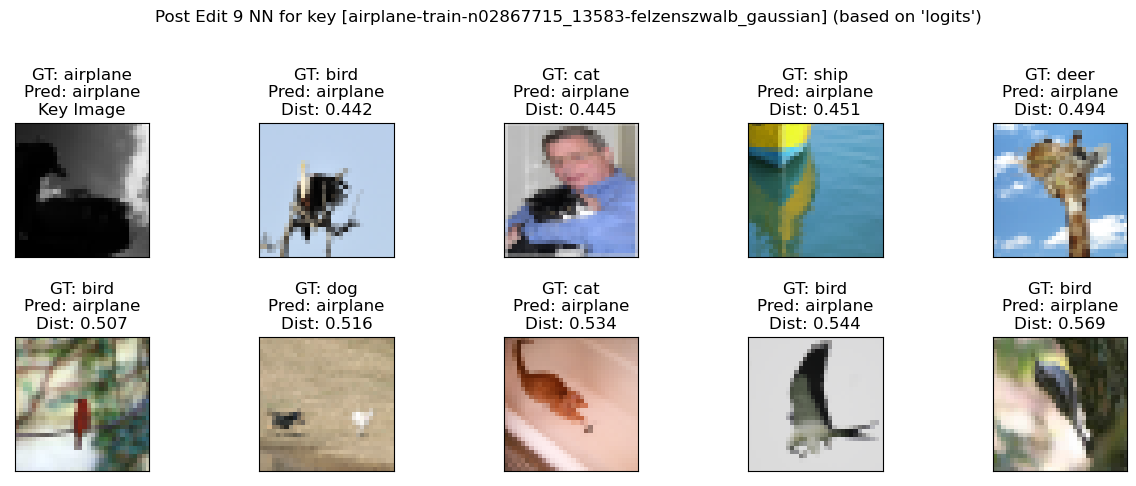 Post Edit 9 NN for key [airplane-train-n02867715_13583-felzenszwalb_gaussian] (based on 'logits')
GT: airplane
Pred: airplane
Key Image
GT: bird
Pred: airplane
Dist: 0.442
GT: cat
Pred: airplane
Dist: 0.445
GT: ship
Pred: airplane
Dist: 0.451
GT: deer
Pred: airplane
Dist: 0.494
GT: bird
Pred: airplane
Dist: 0.507
GT: dog
Pred: airplane
Dist: 0.516
GT: cat
Pred: airplane
Dist: 0.534
GT: bird
Pred: airplane
Dist: 0.544
GT: bird
Pred: airplane
Dist: 0.569